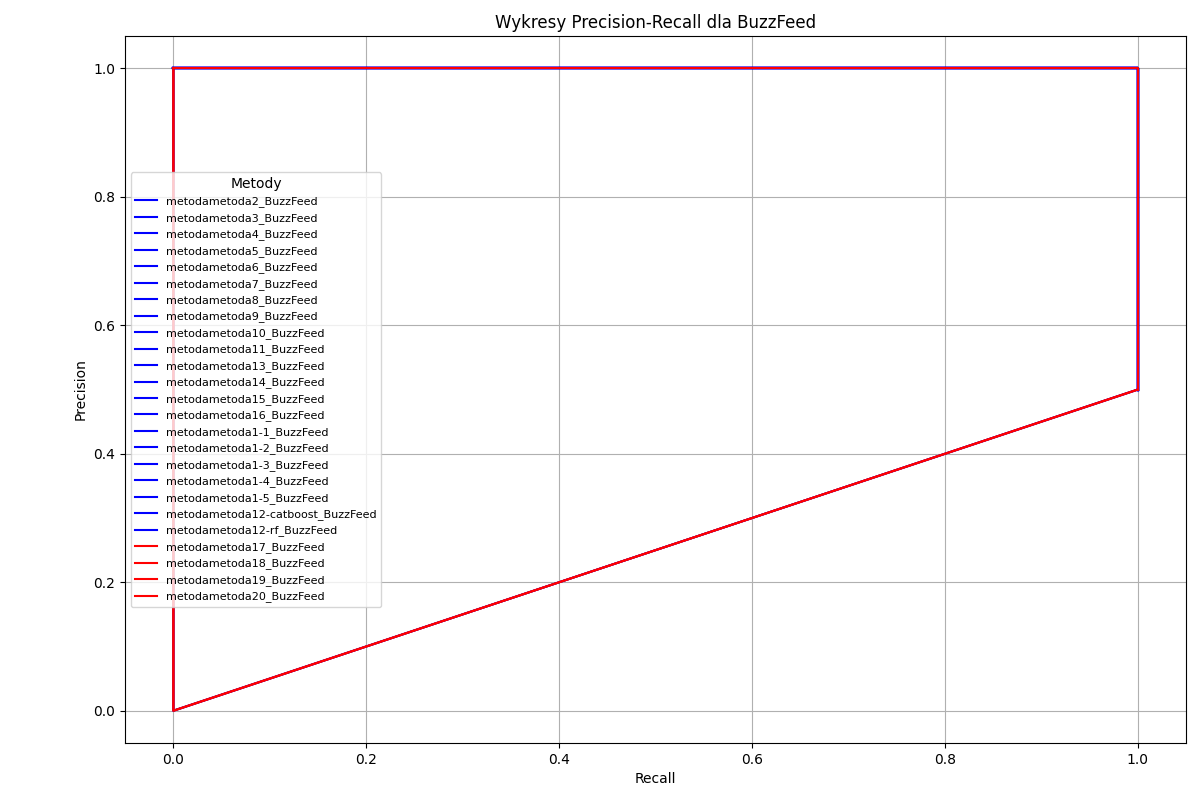 Wykresy Precision-Recall dla BuzzFeed
Precision
1.0
0.8
0.6
0.4
0.2
0.0
Metody
metodametoda2_BuzzFeed
metodametoda3_BuzzFeed
metodametoda4_BuzzFeed
metodametoda5_BuzzFeed
metodametoda6_BuzzFeed
metodametoda7_BuzzFeed
metodametoda8_BuzzFeed
metodametoda9_BuzzFeed
metodametoda10_BuzzFeed
metodametoda11_BuzzFeed
metodametoda13_BuzzFeed
metodametoda14_BuzzFeed
metodametoda15_BuzzFeed
metodametoda16_BuzzFeed
metodametoda1-1_BuzzFeed
metodametoda1-2_BuzzFeed
metodametoda1-3_BuzzFeed
metodametoda1-4_BuzzFeed
metodametoda1-5_BuzzFeed
metodametoda12-catboost_BuzzFeed
metodametoda12-rf_BuzzFeed
metodametoda17_BuzzFeed
metodametoda18_BuzzFeed
metodametoda19_BuzzFeed
metodametoda20_BuzzFeed
0.0 0.2 0.4 0.6 0.8 1.0
Recall